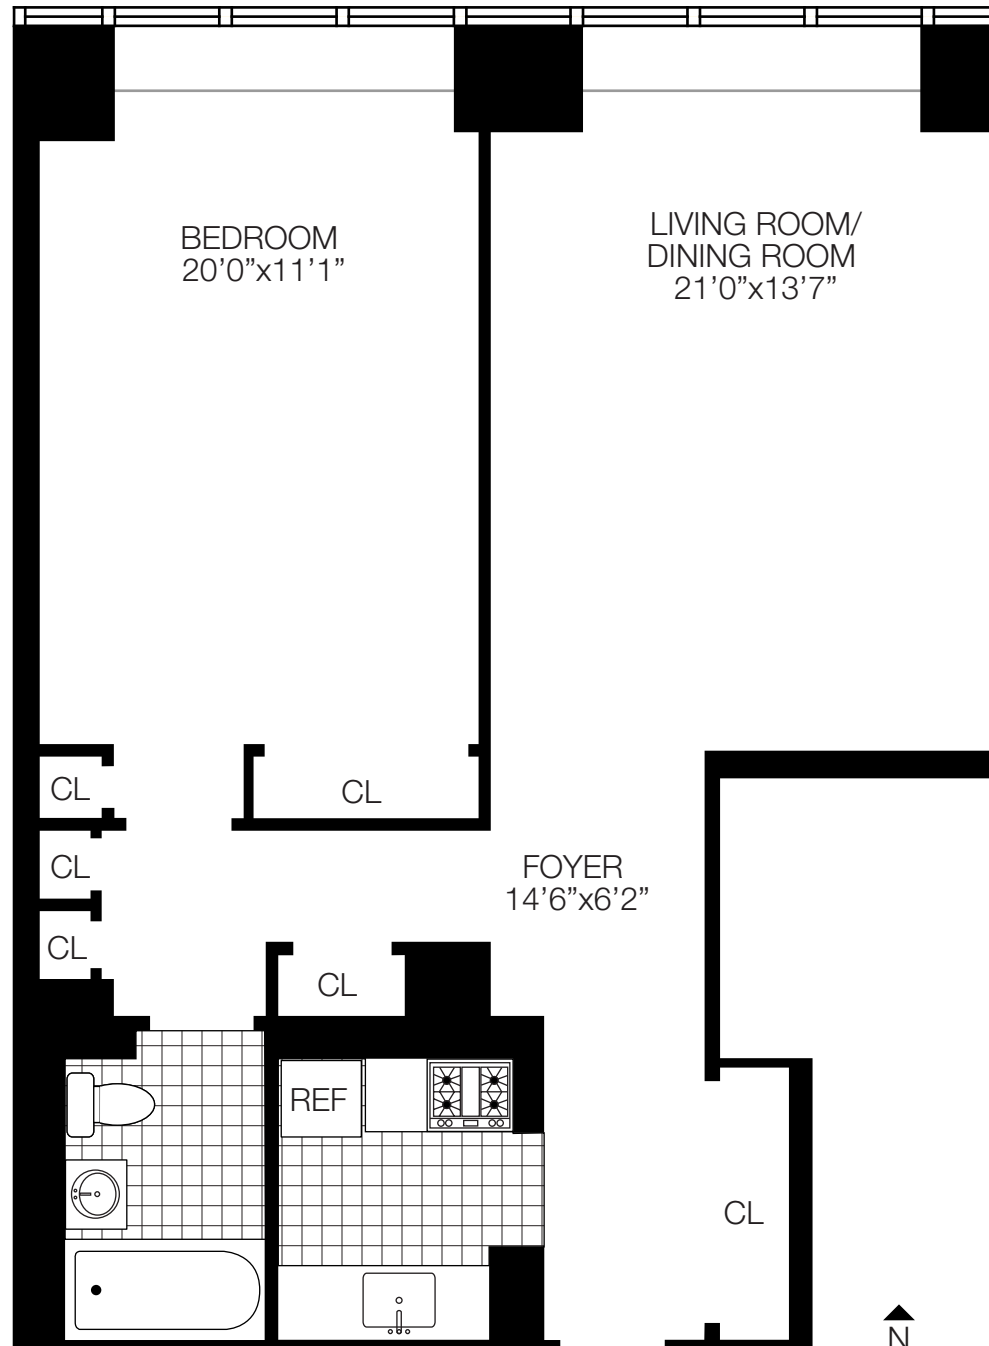 BEDROOM
20’0”x11’1”
LIVING ROOM/
DINING ROOM
21’0”x13’7”
CL
CL
CL
FOYER
14’6”x6’2”
CL
CL
REF
CL
N